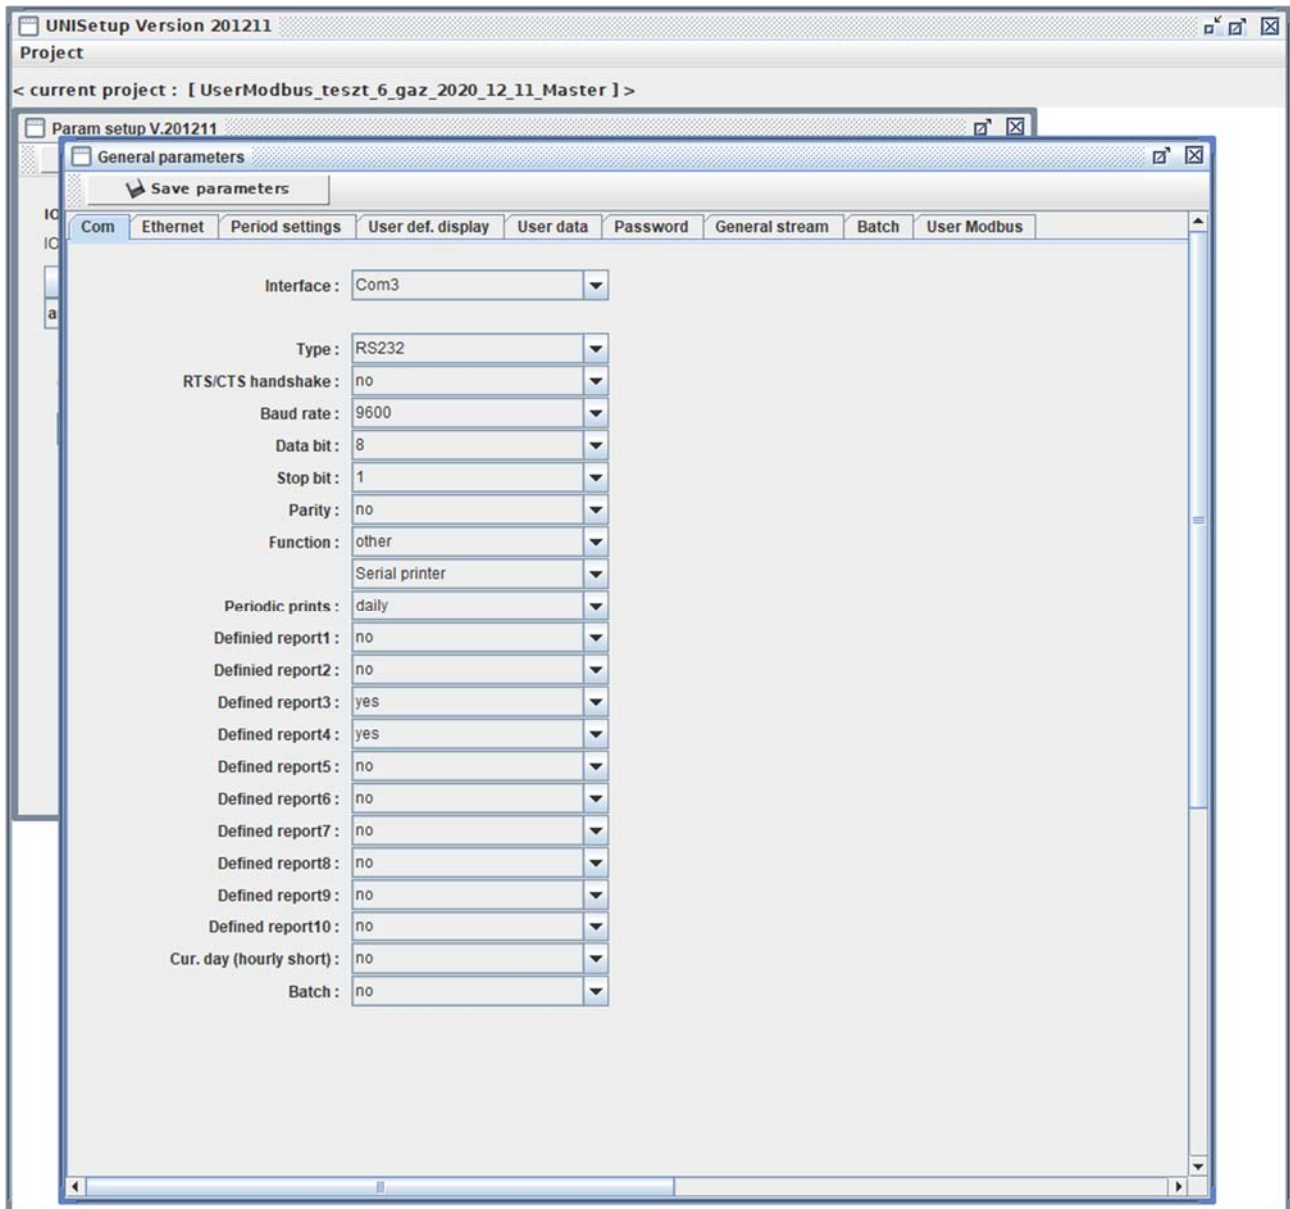 UNISetup Version 201211
Project
< current project : [ UserModbus_teszt_6_gaz_2020_12_11_Master ] >
Param setup V.201211
General parameters
Save parameters
IO
IO
a
Com Ethernet Period settings User def. display User data Password General stream Batch User Modbus
Interface : Com3
Type : RS232
RTS/CTS handshake : no
Baud rate : 9600
Data bit : 8
Stop bit : 1
Parity : no
Function : other
Serial printer
Periodic prints : daily
Definied report1 : no
Definied report2 : no
Defined report3 : yes
Defined report4 : yes
Defined report5 : no
Defined report6 : no
Defined report7 : no
Defined report8 : no
Defined report9 : no
Defined report10 : no
Cur. day (hourly short) : no
Batch : no